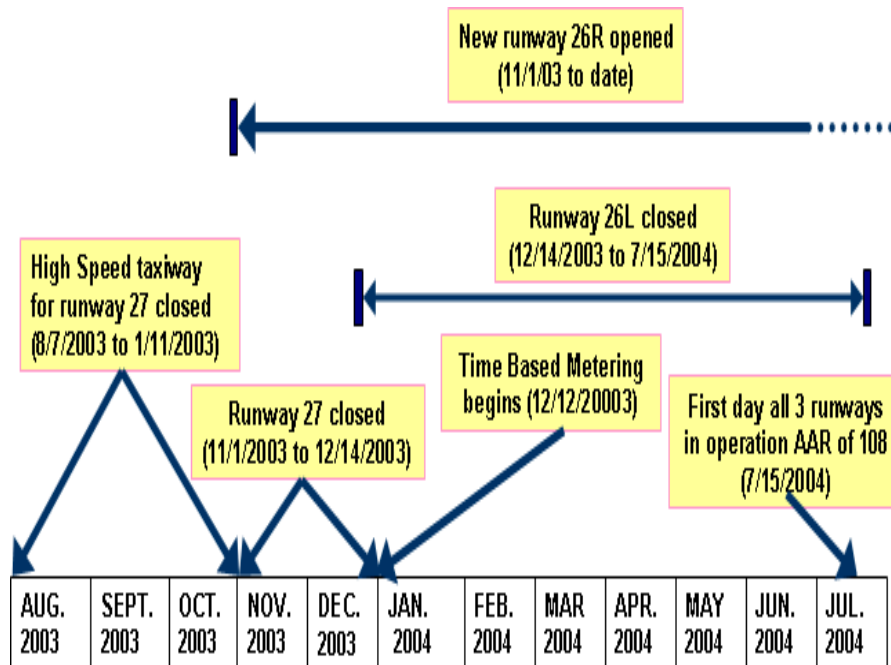 New runway 26R opened
(11/1/03 to date)
Runway 26L closed
(12/14/2003 to 7/15/2004)
High Speed taxiway
for runway 27 closed
(8/7/2003 to 1/11/2003)
Time Based Metering
begins (12/12/20003)
Runway 27 closed
(11/1/2003 to 12/14/2003)
First day all 3 runways
in operation AAR of 108
(7/15/2004)
AUG. SEPT. OCT. NOV. DEC. JAN. FEB. MAR APR. MAY JUN. JUL.
2003 2003 2003 2003 2003 2004 2004 2004 2004 2004 2004 2004